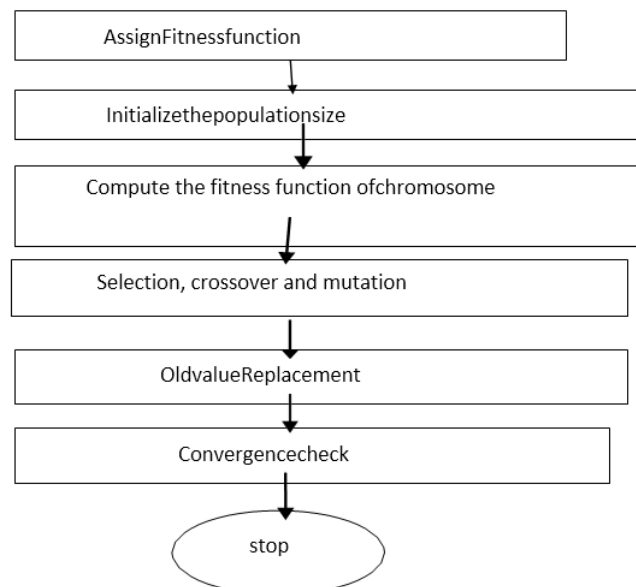 AssignFitnessfunction
Initializethepopulationsize
Compute the fitness function ofchromosome
Selection, crossover and mutation
OldvalueReplacement
Convergencecheck
stop